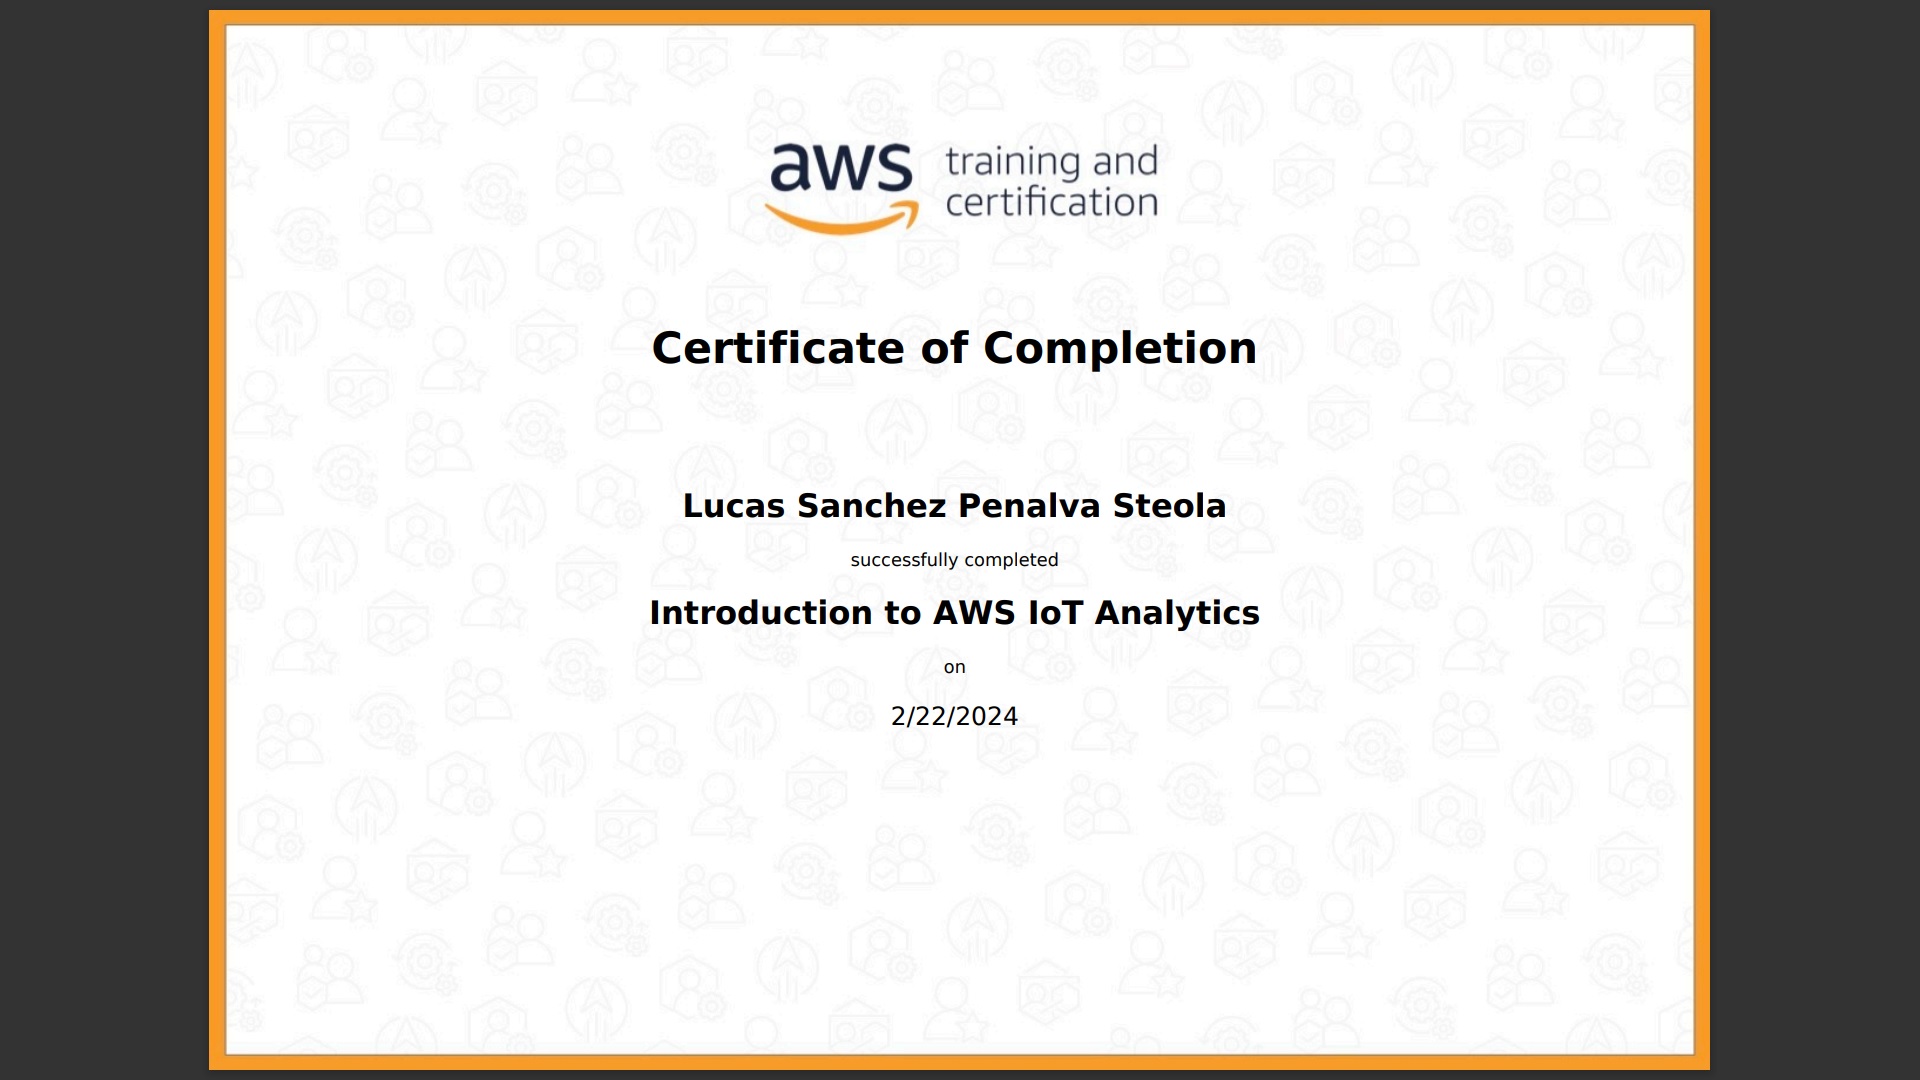 aws training and
certification
Certificate of Completion
Lucas Sanchez Penalva Steola
successfully completed
Introduction to AWS IoT Analytics
on
2/22/2024